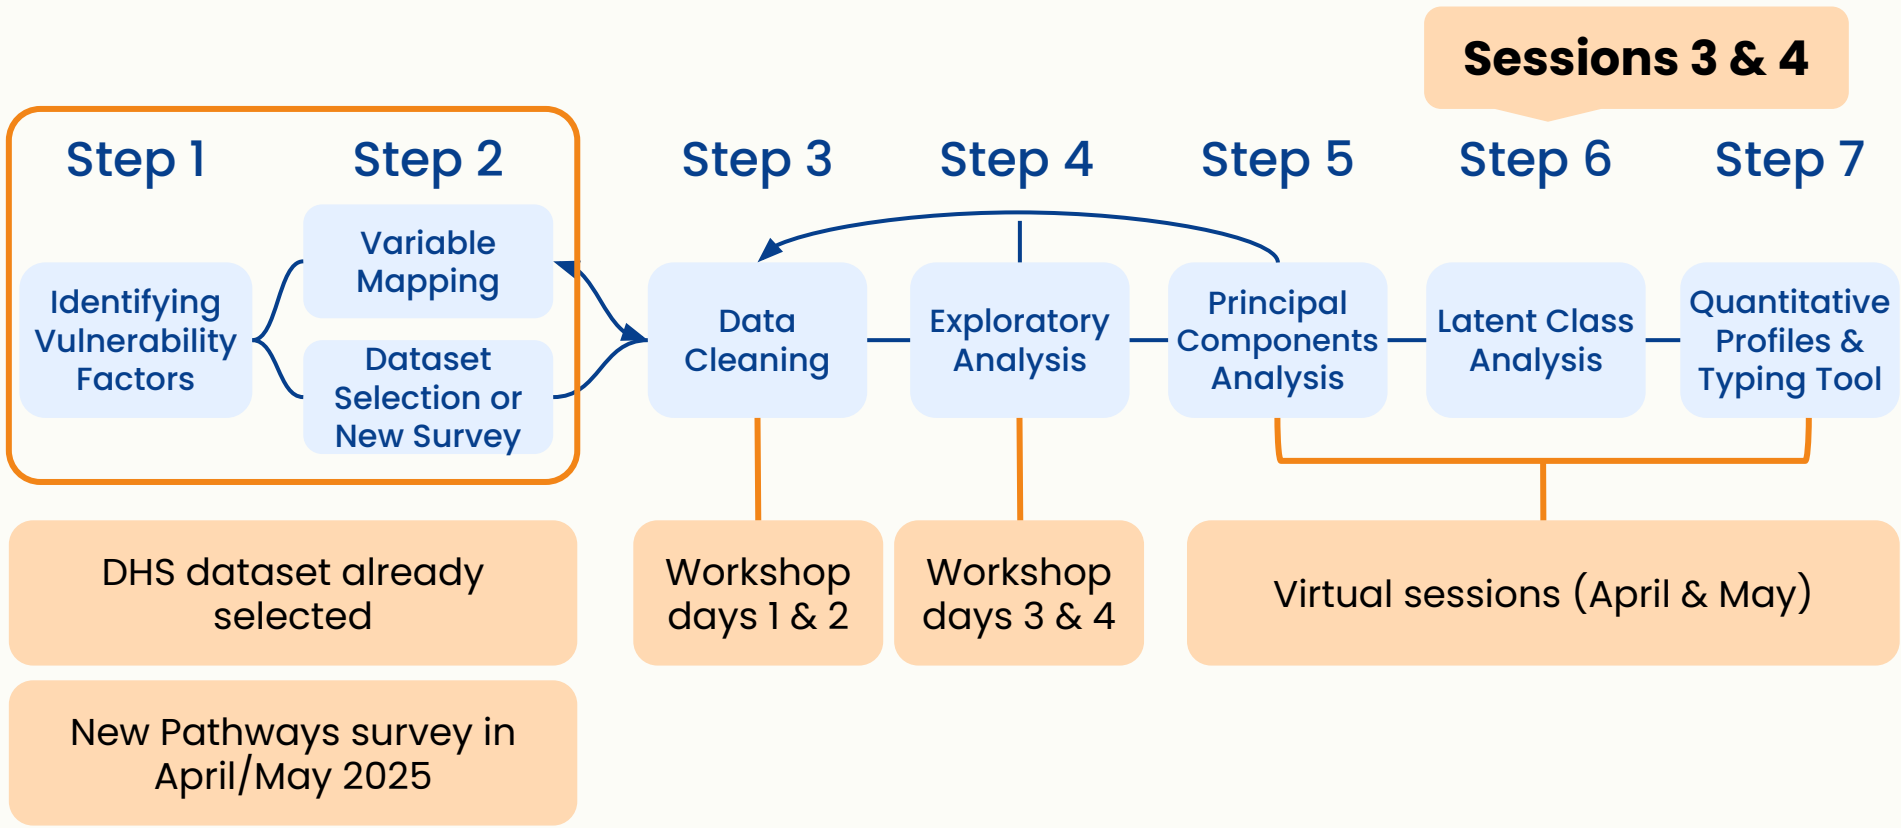 Sessions 3 & 4
Step 1
Step 2
Step 3
Step 4
Step 5
Step 6
Step 7
Identifying
Vulnerability
Factors
Variable
Mapping
Dataset
Selection or
New Survey
Data
Cleaning
Exploratory
Analysis
Principal
Components
Analysis
Latent Class
Analysis
Quantitative
Profiles &
Typing Tool
DHS dataset already
selected
Workshop
days 1 & 2
Workshop
days 3 & 4
Virtual sessions (April & May)
New Pathways survey in
April/May 2025